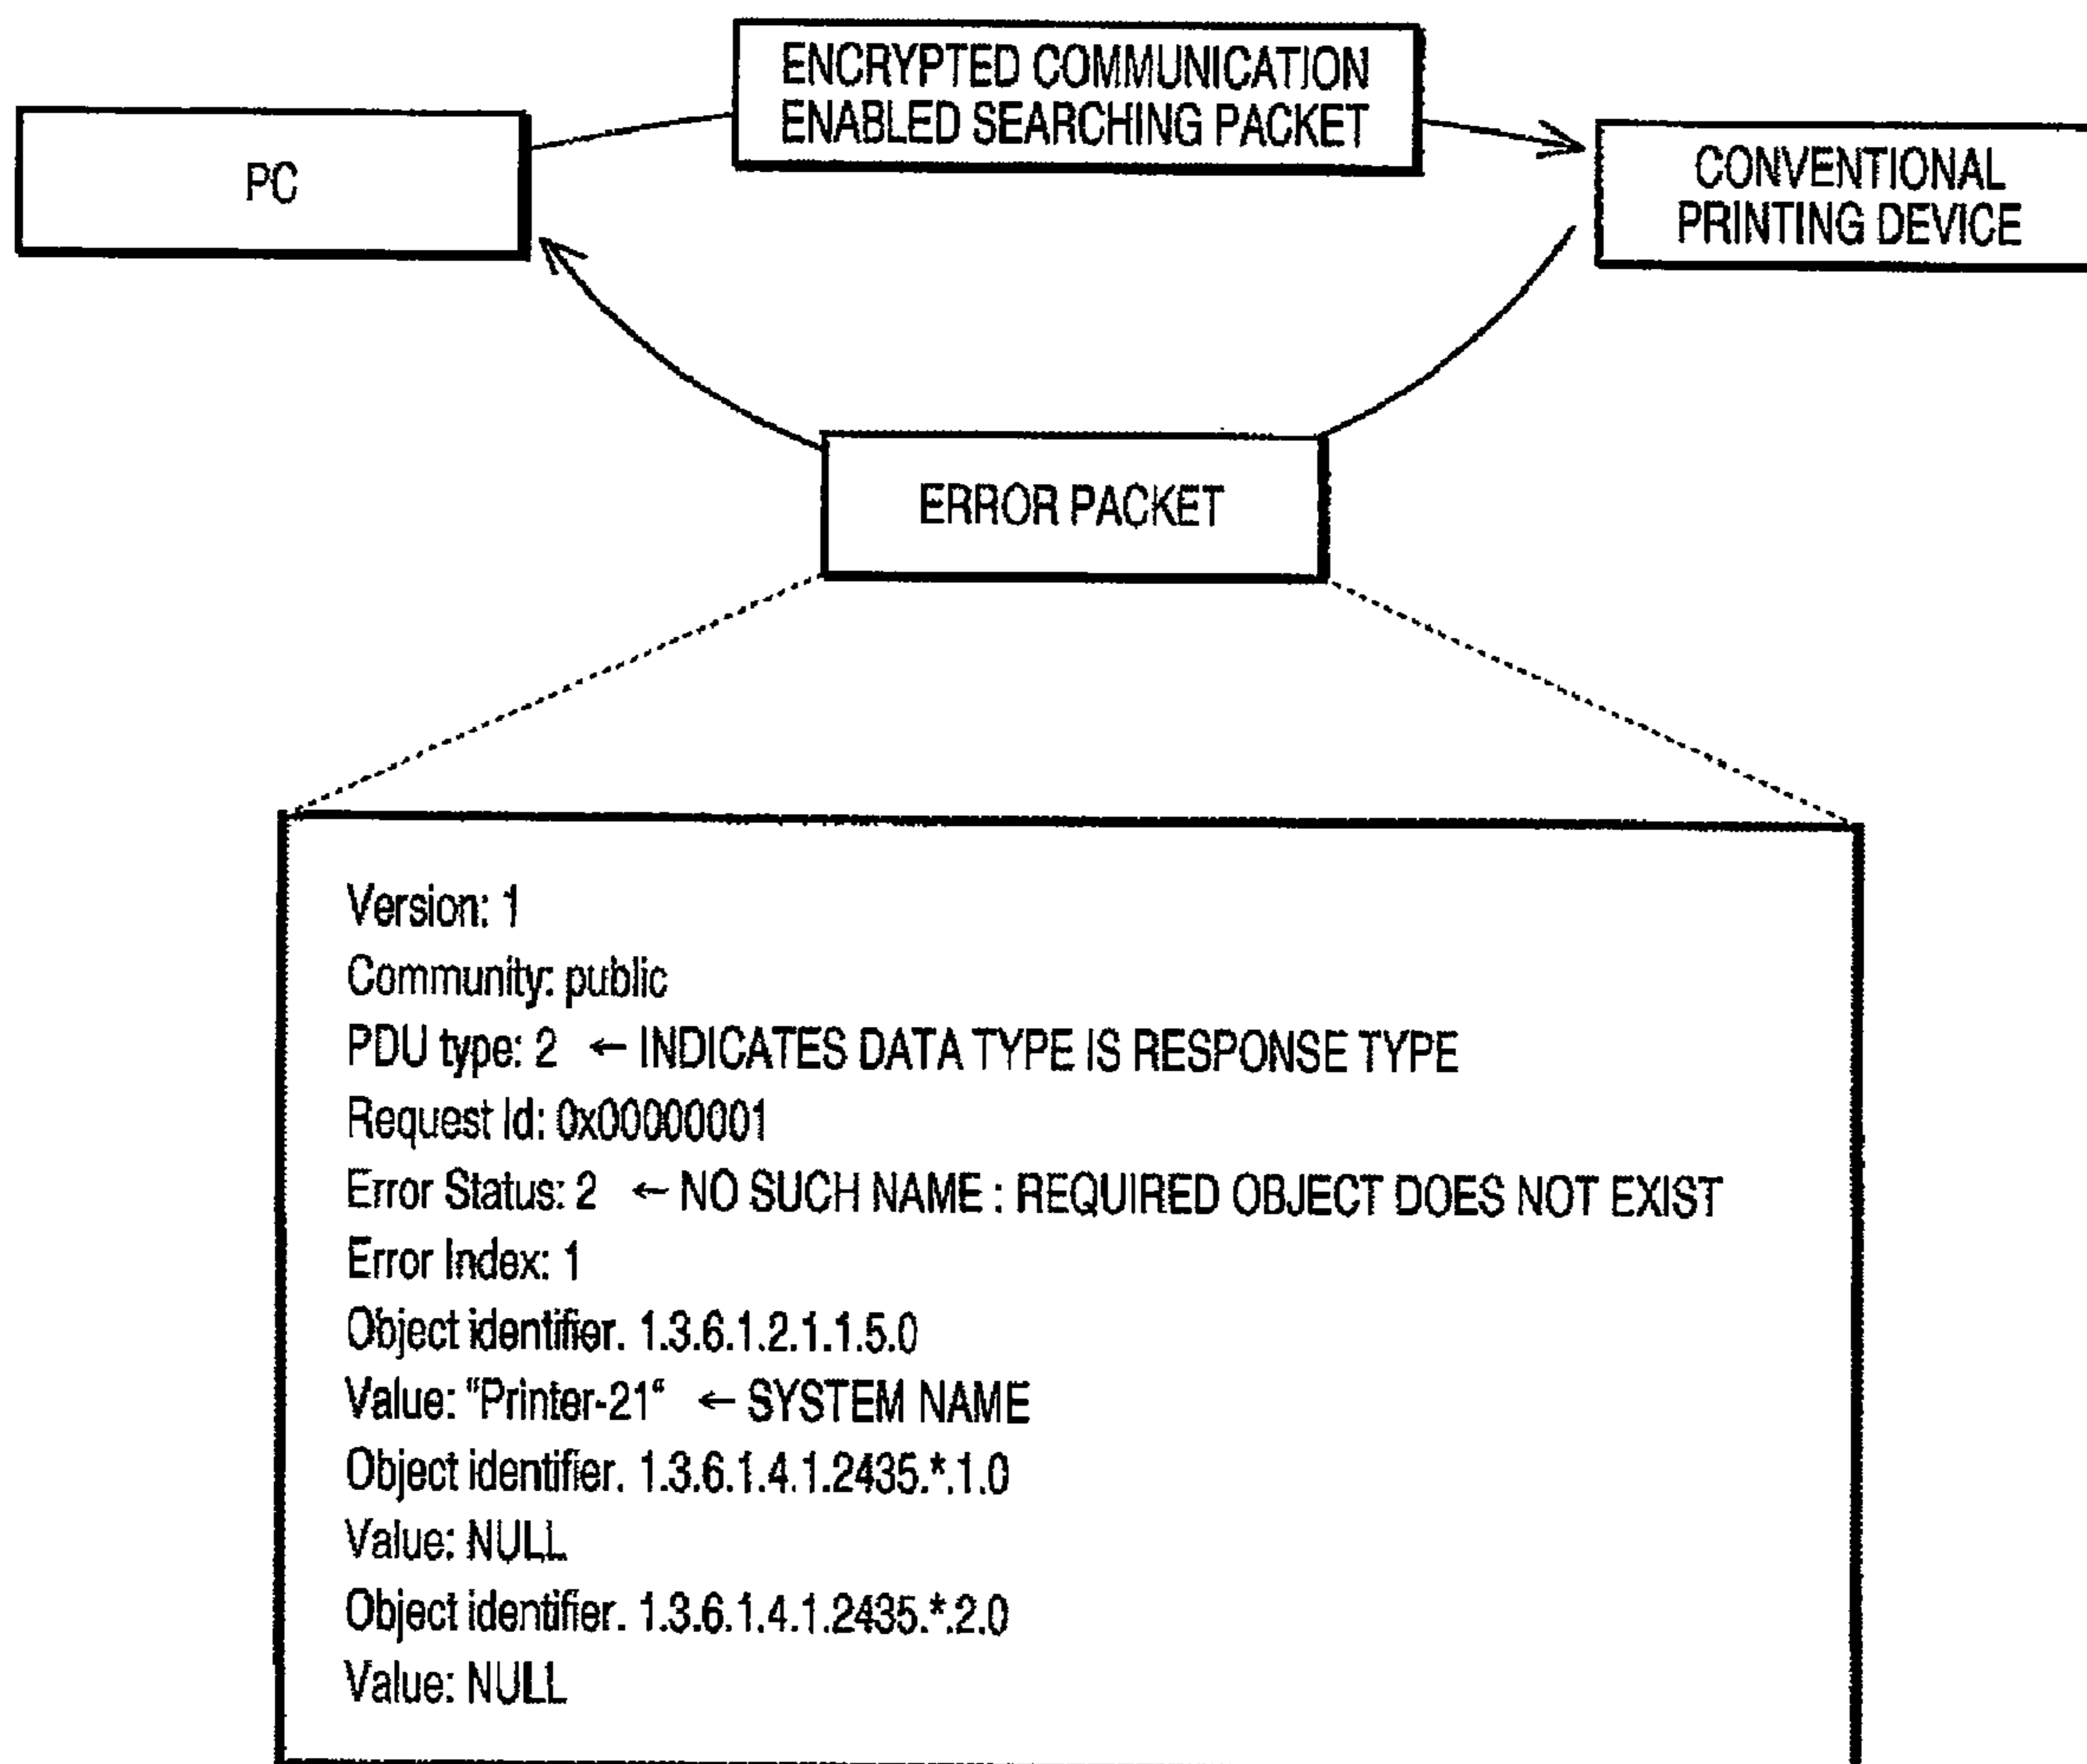 ENCRYPTED COMMUNICATION
ENABLED SEARCHING PACKET
PC
CONVENTIONAL
PRINTING DEVICE
ERROR PACKET
Version: 1
Community: public
PDU type: 2 ← INDICATES DATA TYPE IS RESPONSE TYPE
Request Id: 0x00000001
Error Status: 2 ← NO SUCH NAME : REQUIRED OBJECT DOES NOT EXIST
Error Index: 1
Object identifier. 1.3.6.1.2.1.1.5.0
Value: “Printer-21“ ← SYSTEM NAME
Object identifier. 1.3.6.1.4.1.2435.*.1.0
Value: NULL
Object identifier. 1.3.6.1.4.1.2435.*.2.0
Value: NULL